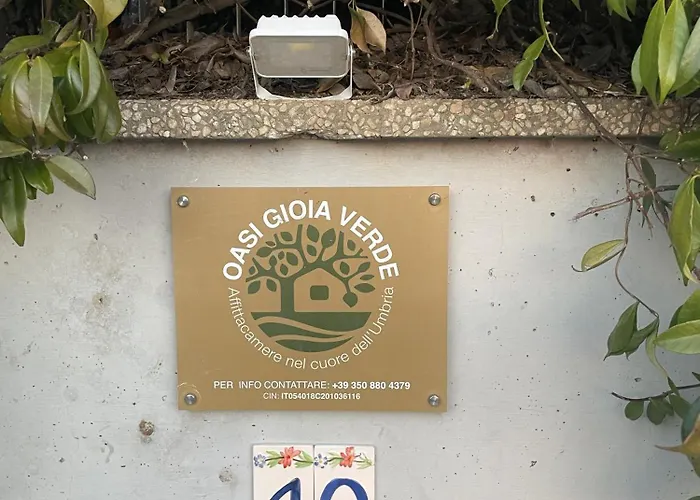 OASI GIOIA VERDE
Affittacamere nel cuore dell'Umbria
PER INFO CONTATTARE: +39 350 880 4379
CIN: IT054018C201036116